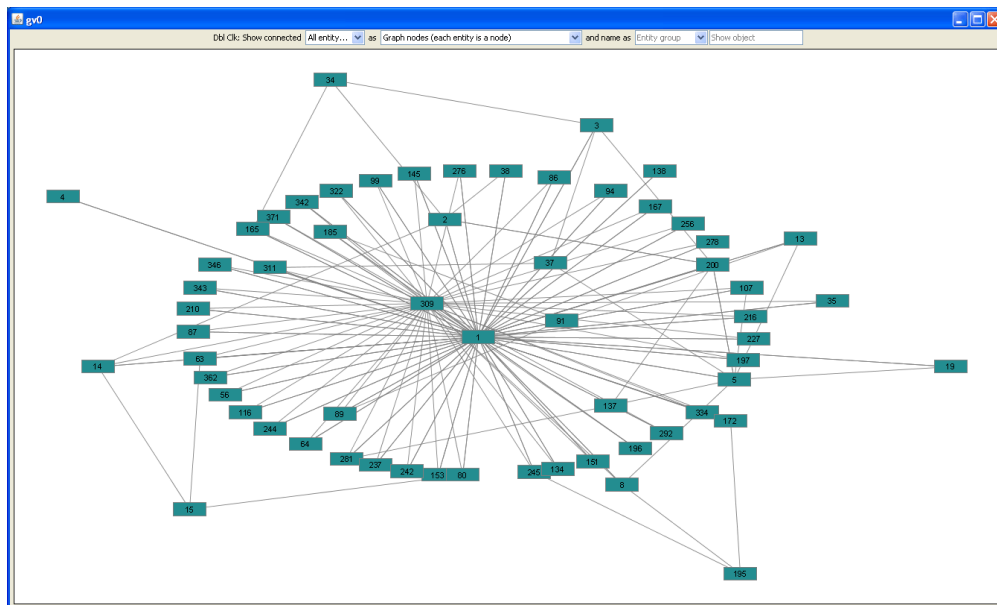 gv0
Dbl Clk: Show connected All entity... as Graph nodes (each entity is a node) and name as Entity group Show object
34
3
145 276 38 86 138
99
322 94
4
342 167
371 2 256
165 185 13
278
346 311 37 200
343 107
309 35
210 216
91
87 1 227
63 197
14 19
362 5
56
137
116 89 334
172
244 292
64 196
281 151
237 134
242 153 80 245
8
15
195